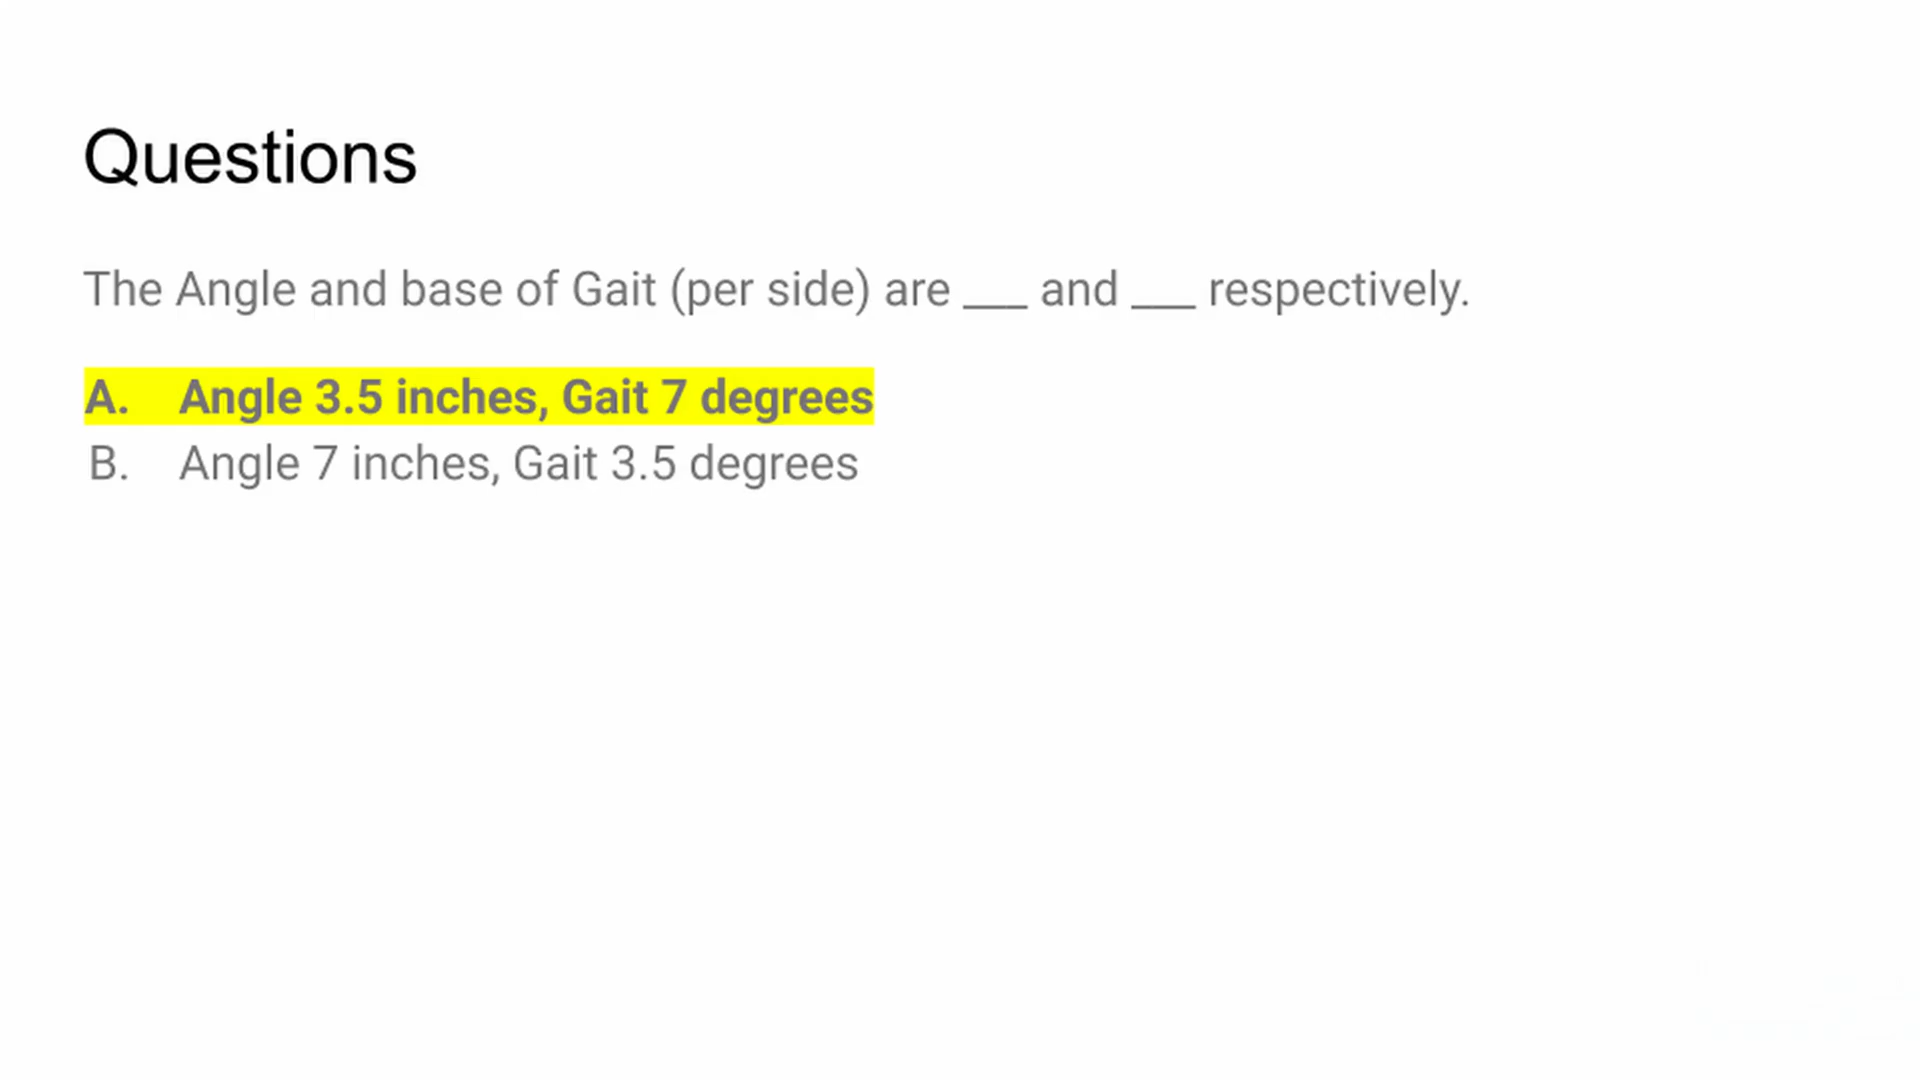 Questions
The Angle and base of Gait (per side) are ___ and ___ respectively.
A. Angle 3.5 inches, Gait 7 degrees
B. Angle 7 inches, Gait 3.5 degrees